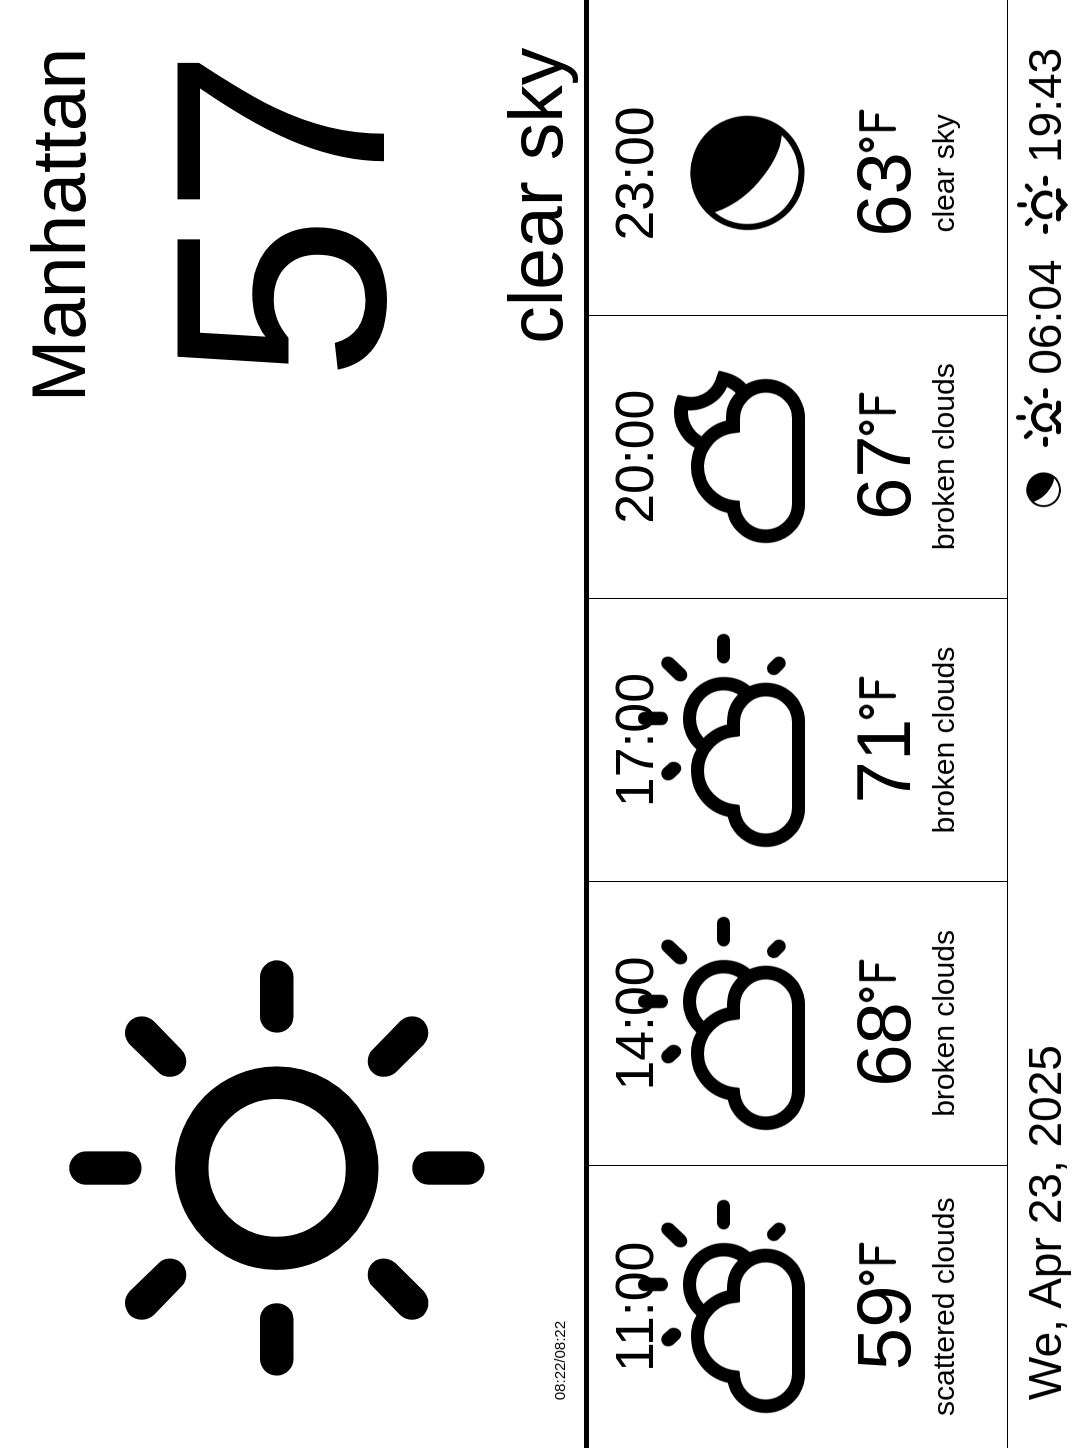 Manhattan
57
clear sky
08:22/08:22
11:00
59°F
scattered clouds
14:00
68°F
broken clouds
17:00
71°F
broken clouds
20:00
67°F
broken clouds
23:00
63°F
clear sky
We, Apr 23, 2025
06:04
19:43